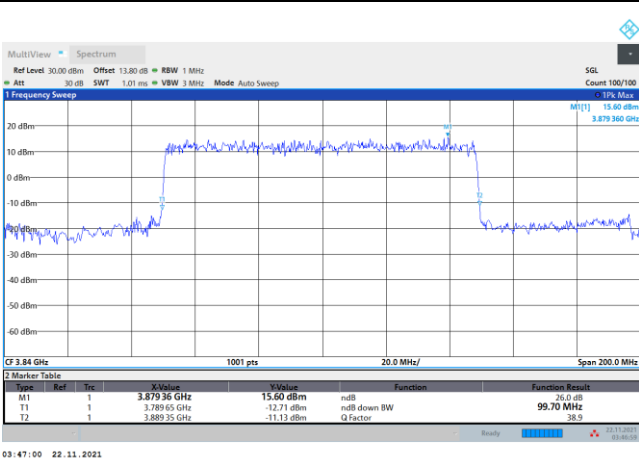 MultiView Spectrum
Ref Level 30.00 dBm Offset 13.80 dB RBW 1 MHz SGL
Att 30 dB SWT 1.01 ms VBW 3 MHz Mode Auto Sweep Count 100/100
1 Frequency Sweep 1Pk Max
M1[1] 15.60 dBm
3.879 360 GHz
M1
20 dBm
10 dBm
0 dBm
T1 T2
-10 dBm
-20 dBm
-30 dBm
-40 dBm
-50 dBm
-60 dBm
CF 3.84 GHz 1001 pts 20.0 MHz/ Span 200.0 MHz
2 Marker Table
Type Ref Trc X-Value Y-Value Function Function Result
M1 1 3.879 36 GHz 15.60 dBm ndB 26.0 dB
T1 1 3.789 65 GHz -12.71 dBm ndB down BW 99.70 MHz
T2 1 3.889 35 GHz -11.13 dBm Q Factor 38.9
Ready 22.11.2021
03:46:59
03:47:00 22.11.2021